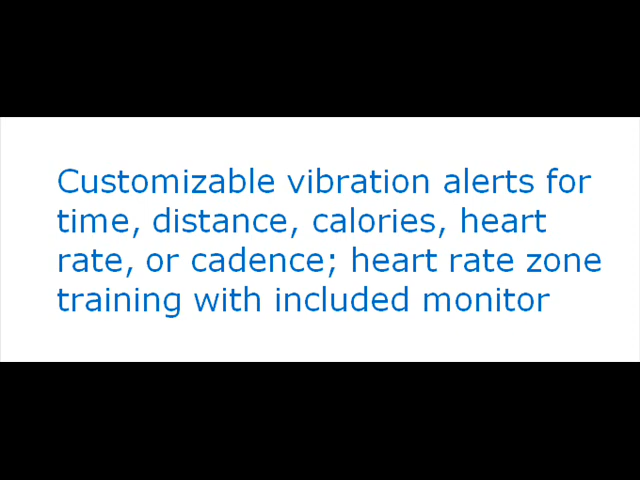 Customizable vibration alerts for
time, distance, calories, heart
rate, or cadence; heart rate zone
training with included monitor